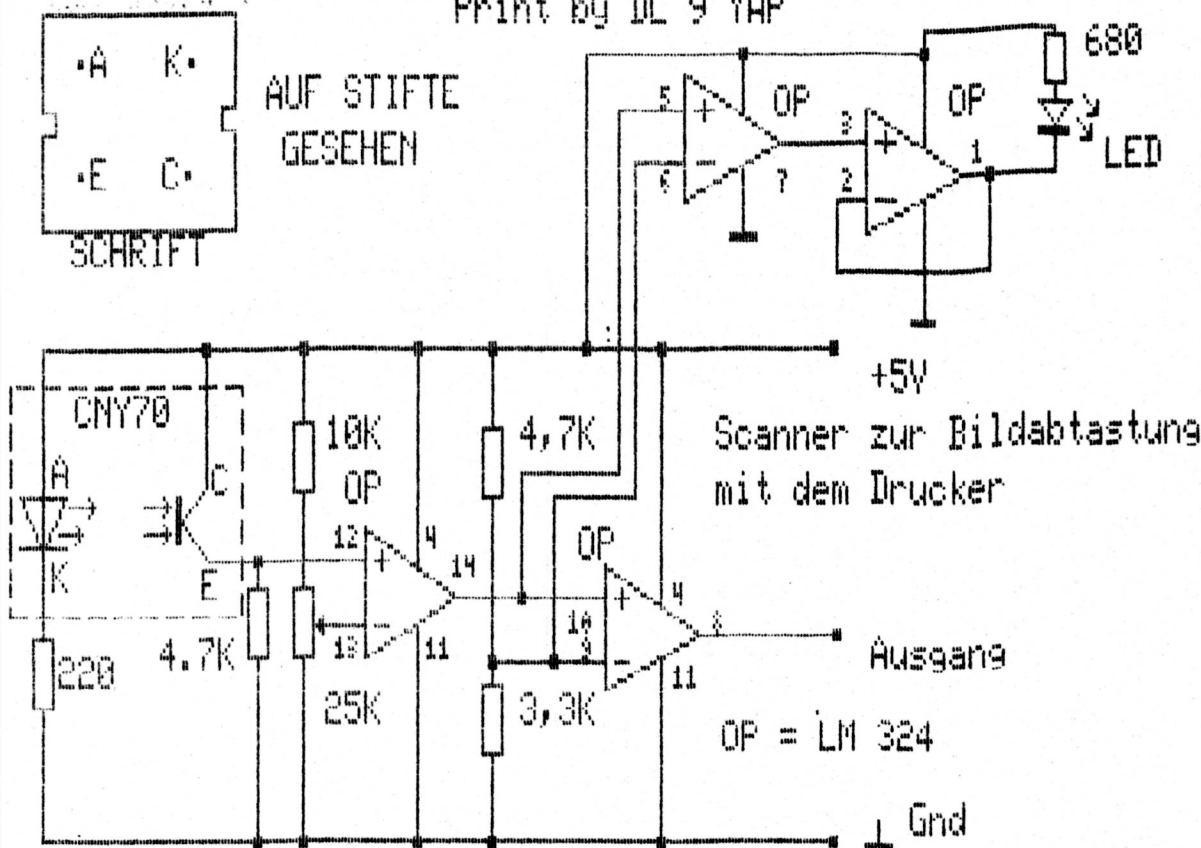 Print by DL 9 YAP
A K
AUF STIFTE
GESEHEN
E C
SCHRIFT
680
OP
OP
LED
5
6
7
3
2
1
+5V
Scanner zur Bildabtastung
mit dem Drucker
CNY70
A
K
C
E
220
4.7K
10K
25K
OP
12
13
4
14
11
4,7K
3,3K
OP
10
9
4
8
11
Ausgang
OP = LM 324
Gnd